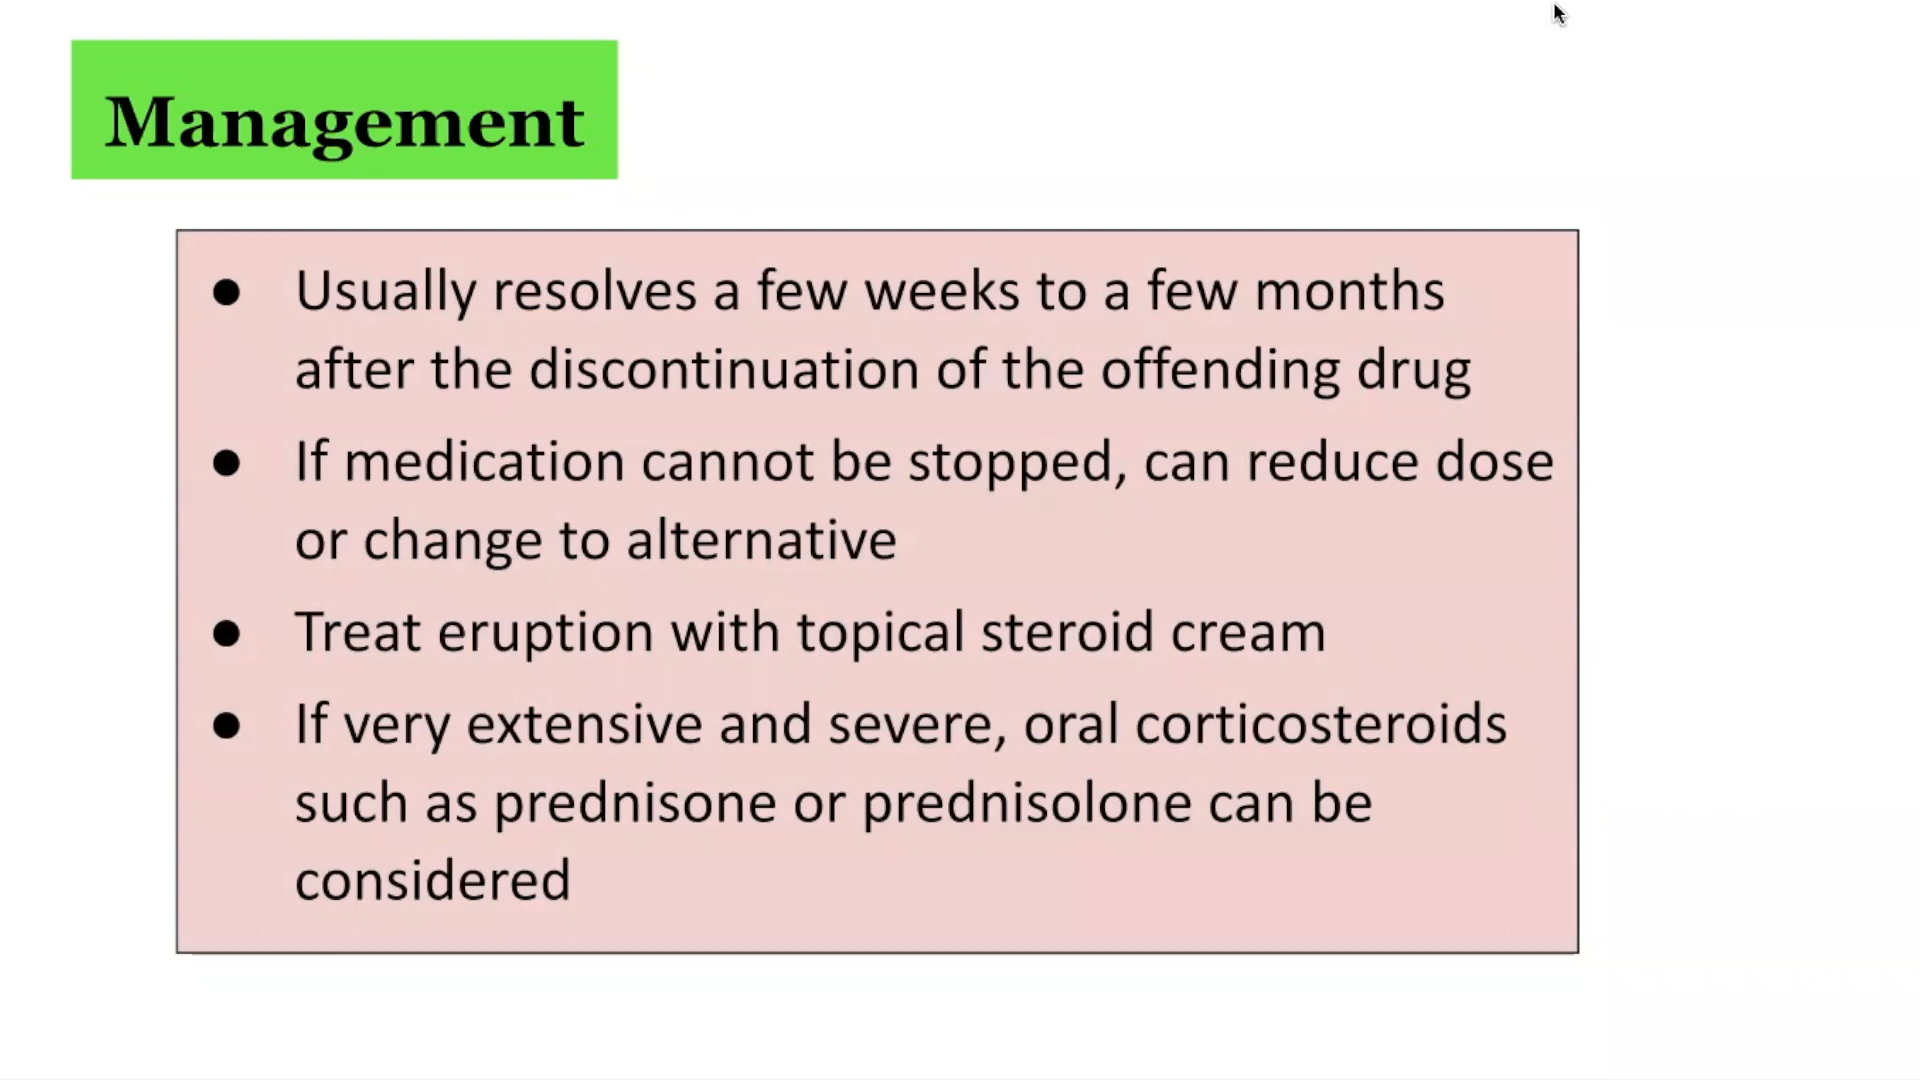 Management
● Usually resolves a few weeks to a few months
after the discontinuation of the offending drug
● If medication cannot be stopped, can reduce dose
or change to alternative
● Treat eruption with topical steroid cream
● If very extensive and severe, oral corticosteroids
such as prednisone or prednisolone can be
considered